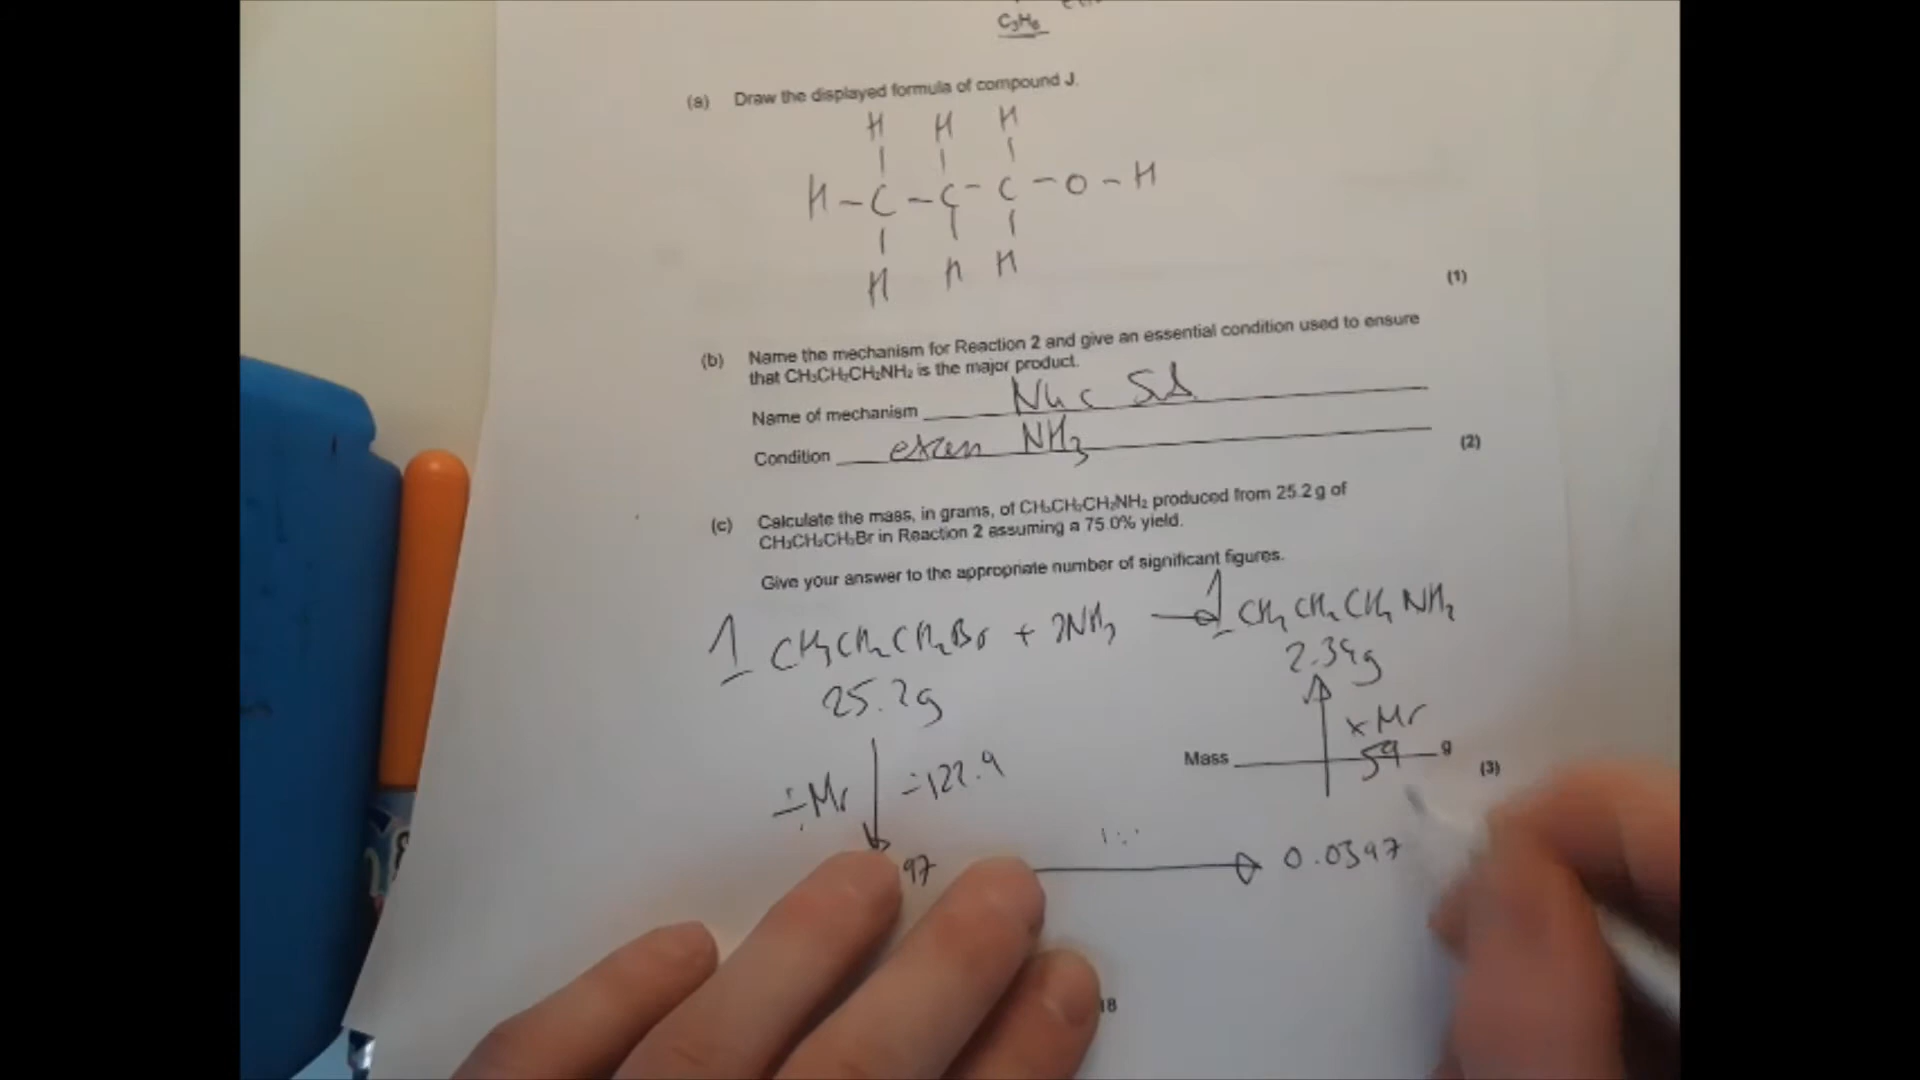 C₃H₆
(a) Draw the displayed formula of compound J.
H H H
H - C - C - C - O - H
H H H
(1)
(b) Name the mechanism for Reaction 2 and give an essential condition used to ensure
that CH₃CH₂CH₂NH₂ is the major product.
Name of mechanism Nuc Sub
Condition excess NH₃
(2)
(c) Calculate the mass, in grams, of CH₃CH₂CH₂NH₂ produced from 25.2 g of
CH₃CH₂CH₂Br in Reaction 2 assuming a 75.0% yield.
Give your answer to the appropriate number of significant figures.
1 CH₃CH₂CH₂Br + 2NH₃ → 1 CH₃CH₂CH₂NH₂
25.2g 2.34g
× Mr
Mass 59 g
(3)
÷Mr ÷122.9
1:1
97 → 0.0397
18